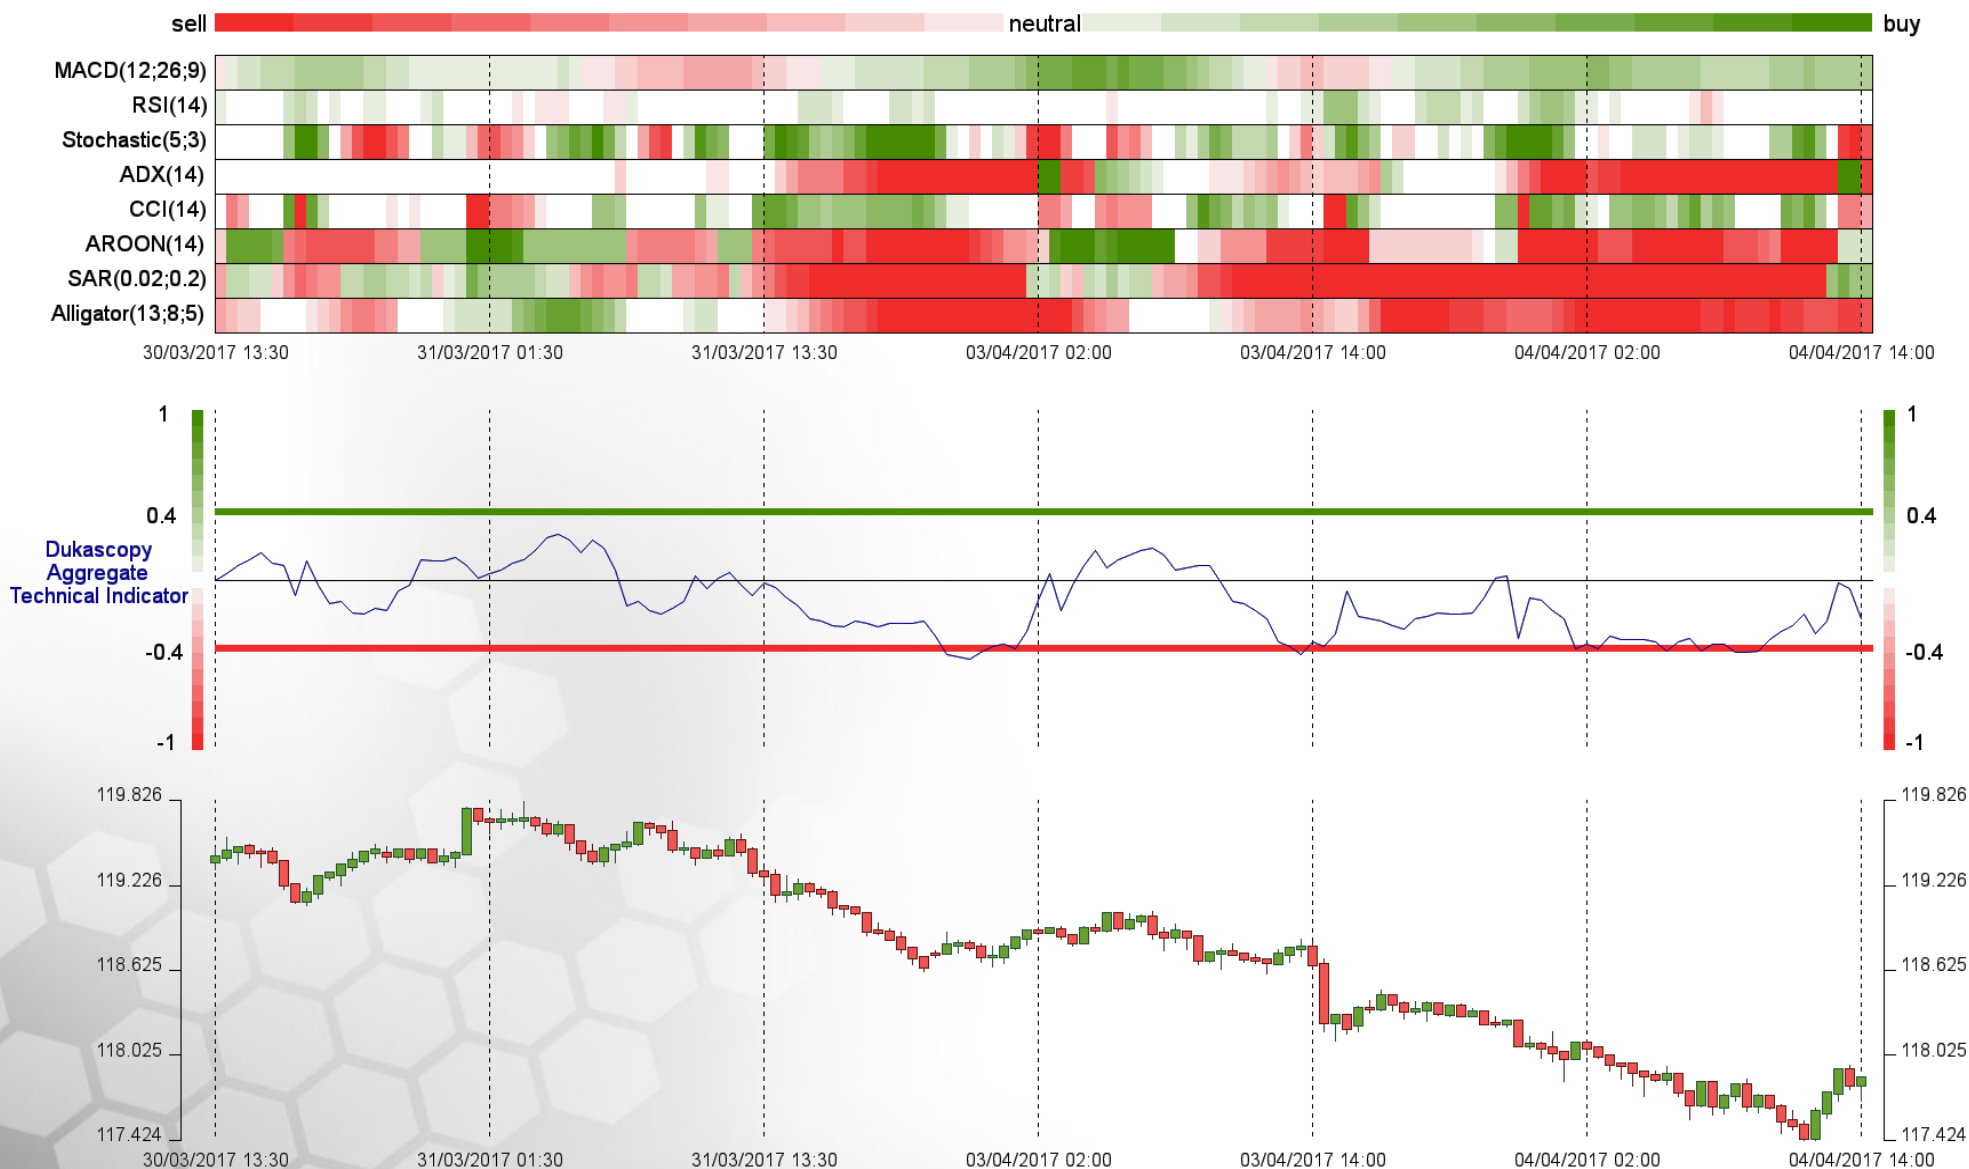 sell neutral buy
MACD(12;26;9)
RSI(14)
Stochastic(5;3)
ADX(14)
CCI(14)
AROON(14)
SAR(0.02;0.2)
Alligator(13;8;5)
30/03/2017 13:30 31/03/2017 01:30 31/03/2017 13:30 03/04/2017 02:00 03/04/2017 14:00 04/04/2017 02:00 04/04/2017 14:00
1 1
0.4 0.4
Dukascopy
Aggregate
Technical Indicator
-0.4 -0.4
-1 -1
119.826 119.826
119.226 119.226
118.625 118.625
118.025 118.025
117.424 117.424
30/03/2017 13:30 31/03/2017 01:30 31/03/2017 13:30 03/04/2017 02:00 03/04/2017 14:00 04/04/2017 02:00 04/04/2017 14:00